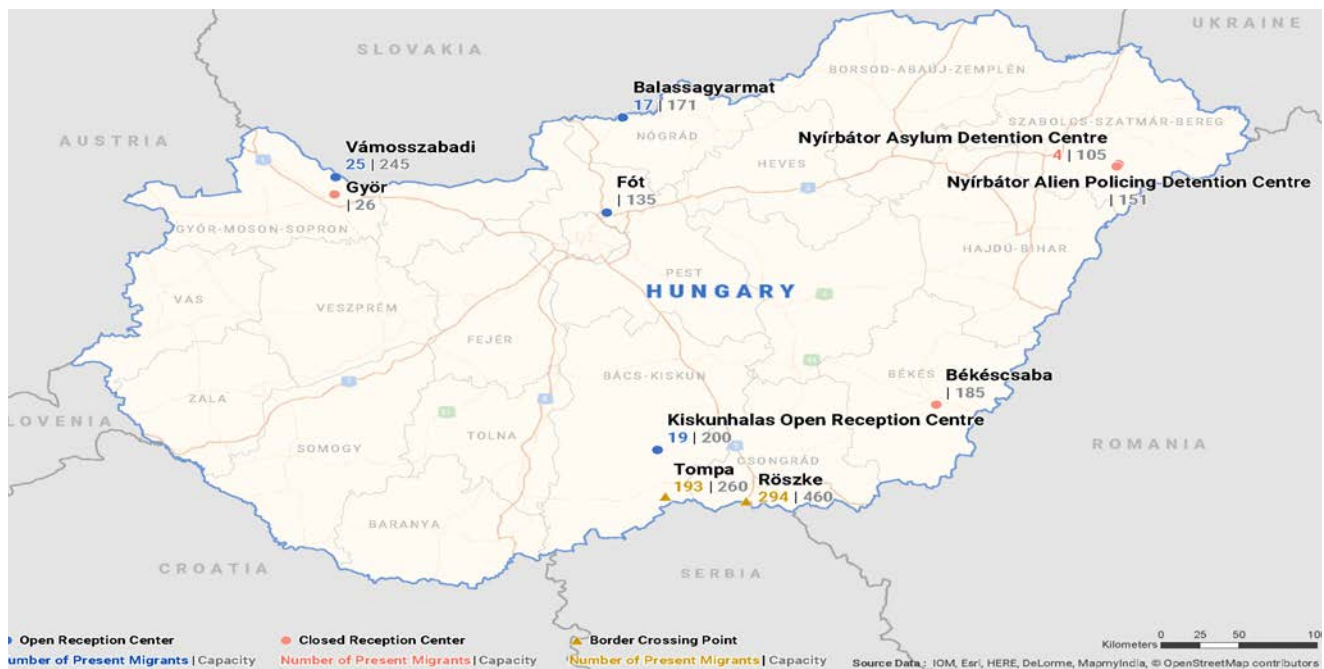 SLOVAKIA
UKRAINE
AUSTRIA
BORSOD-ABAÚJ-ZEMPLÉN
Balassagyarmat
17 | 171
NÓGRÁD
SZABOLCS-SZATMÁR-BEREG
Nyírbátor Asylum Detention Centre
4 | 105
HEVES
Vámosszabadi
25 | 245
Györ
| 26
Fót
| 135
Nyírbátor Alien Policing Detention Centre
| 151
GYŐR-MOSON-SOPRON
HAJDÚ-BIHAR
PEST
HUNGARY
VAS
VESZPRÉM
FEJÉR
BÁCS-KISKUN
BÉKÉS
Békéscsaba
| 185
ZALA
LOVENIA
Kiskunhalas Open Reception Centre
19 | 200
SOMOGY
TOLNA
CSONGRÁD
ROMANIA
Tompa
193 | 260
Röszke
294 | 460
BARANYA
CROATIA
SERBIA
Open Reception Center
umber of Present Migrants | Capacity
Closed Reception Center
Number of Present Migrants | Capacity
Border Crossing Point
Number of Present Migrants | Capacity
Kilometers 0 25 50 100
Source Data : IOM, Esri, HERE, DeLorme, MapmyIndia, © OpenStreetMap contributors